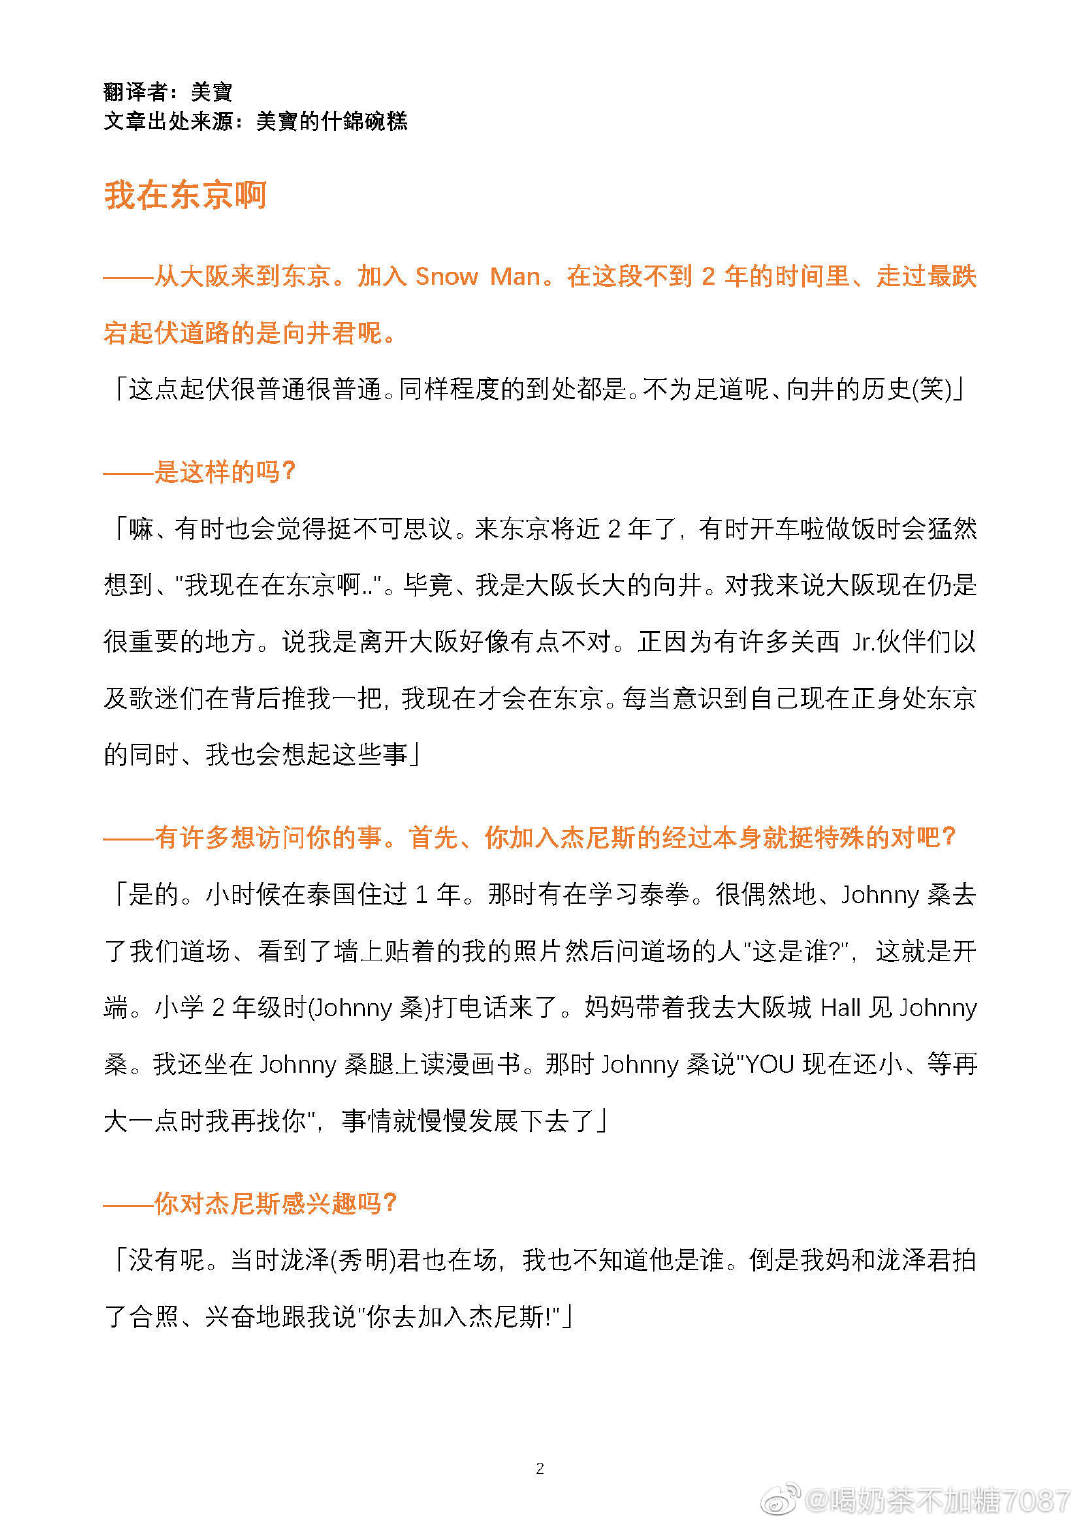 翻译者：美寶
文章出处来源：美寶的什錦碗糕
我在东京啊
——从大阪来到东京。加入 Snow Man。在这段不到 2 年的时间里、走过最跌
宕起伏道路的是向井君呢。
「这点起伏很普通很普通。同样程度的到处都是。不为足道呢、向井的历史(笑)」
——是这样的吗？
「嘛、有时也会觉得挺不可思议。来东京将近 2 年了，有时开车啦做饭时会猛然
想到、"我现在在东京啊.."。毕竟、我是大阪长大的向井。对我来说大阪现在仍是
很重要的地方。说我是离开大阪好像有点不对。正因为有许多关西 Jr.伙伴们以
及歌迷们在背后推我一把，我现在才会在东京。每当意识到自己现在正身处东京
的同时、我也会想起这些事」
——有许多想访问你的事。首先、你加入杰尼斯的经过本身就挺特殊的对吧？
「是的。小时候在泰国住过 1 年。那时有在学习泰拳。很偶然地、Johnny 桑去
了我们道场、看到了墙上贴着的我的照片然后问道场的人"这是谁?"，这就是开
端。小学 2 年级时(Johnny 桑)打电话来了。妈妈带着我去大阪城 Hall 见 Johnny
桑。我还坐在 Johnny 桑腿上读漫画书。那时 Johnny 桑说"YOU 现在还小、等再
大一点时我再找你"，事情就慢慢发展下去了」
——你对杰尼斯感兴趣吗？
「没有呢。当时泷泽(秀明)君也在场，我也不知道他是谁。倒是我妈和泷泽君拍
了合照、兴奋地跟我说"你去加入杰尼斯!"」
2
@喝奶茶不加糖7087